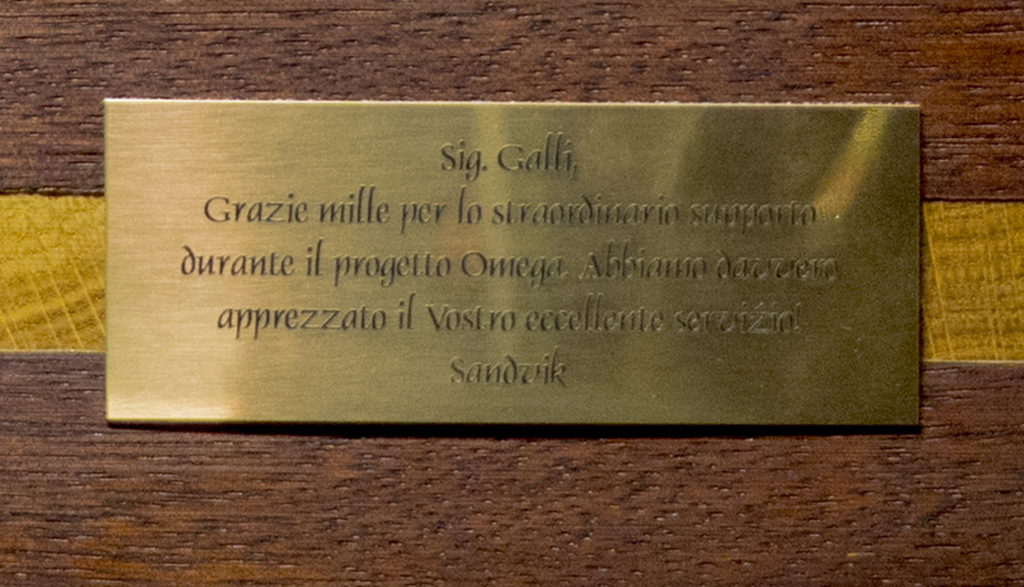 Sig. Galli,
Grazie mille per lo straordinario supporto
durante il progetto Omega. Abbiamo davvero
apprezzato il Vostro eccellente servizio!
Sandvik